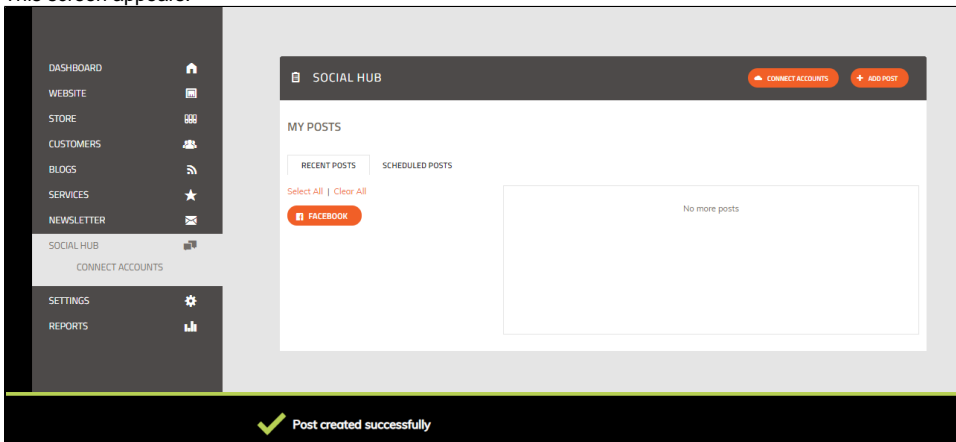 This screen appears:
DASHBOARD
WEBSITE
STORE
CUSTOMERS
BLOGS
SERVICES
NEWSLETTER
SOCIAL HUB
CONNECT ACCOUNTS
SETTINGS
REPORTS
SOCIAL HUB
CONNECT ACCOUNTS
+ ADD POST
MY POSTS
RECENT POSTS
SCHEDULED POSTS
Select All | Clear All
FACEBOOK
No more posts
Post created successfully